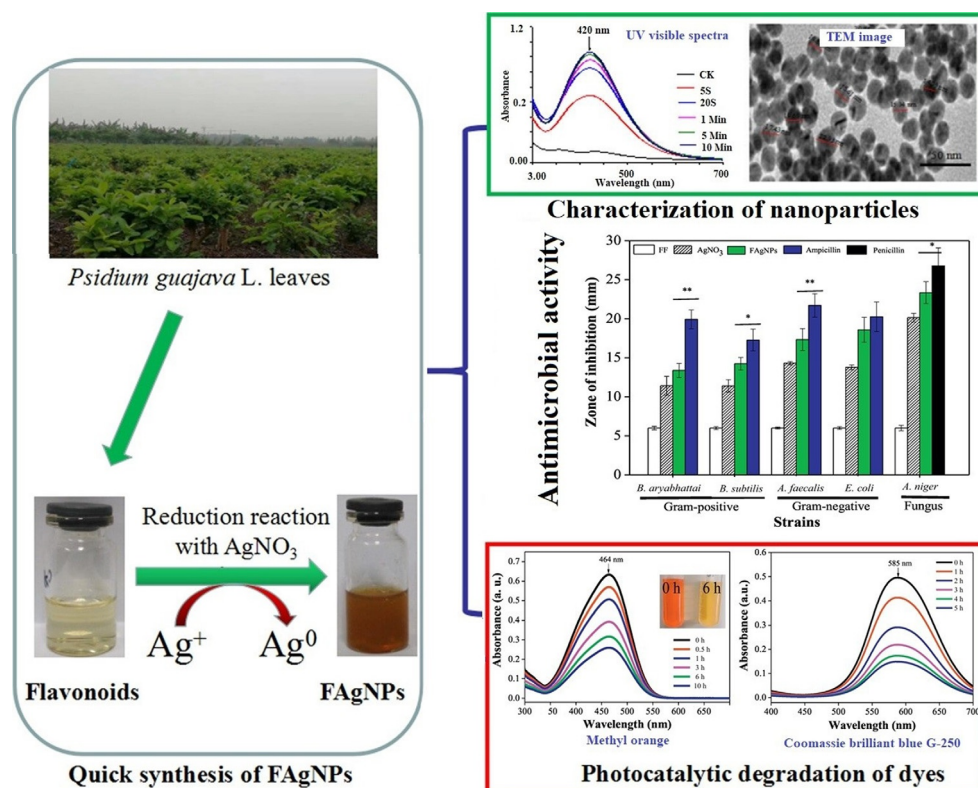 Psidium guajava L. leaves
Reduction reaction
with AgNO₃
Ag⁺
Ag⁰
Flavonoids
FAgNPs
Quick synthesis of FAgNPs
420 nm
UV visible spectra
Absorbance
1.2
0.2
0.00
CK
5S
20S
1 Min
5 Min
10 Min
3.00
500
700
Wavelength (nm)
TEM image
50 nm
Characterization of nanoparticles
Antimicrobial activity
Zone of inhibition (mm)
30
25
20
15
10
5
0
FF
AgNO₃
FAgNPs
Ampicillin
Penicillin
**
*
**
*
B. aryabhattai
B. subtilis
A. faecalis
E. coli
A. niger
Gram-positive
Gram-negative
Fungus
Strains
464 nm
Absorbance (a. u.)
0.7
0.6
0.5
0.4
0.3
0.2
0.1
0.0
0 h
6 h
0 h
0.5 h
1 h
3 h
6 h
10 h
300
50
400
450
500
550
600
Wavelength (nm)
Methyl orange
585 nm
Absorbance (a.u.)
0.6
0.5
0.4
0.3
0.2
0.1
0.0
0 h
1 h
2 h
3 h
4 h
5 h
400
450
500
550
600
650
700
Wavelength (nm)
Coomassie brilliant blue G-250
Photocatalytic degradation of dyes